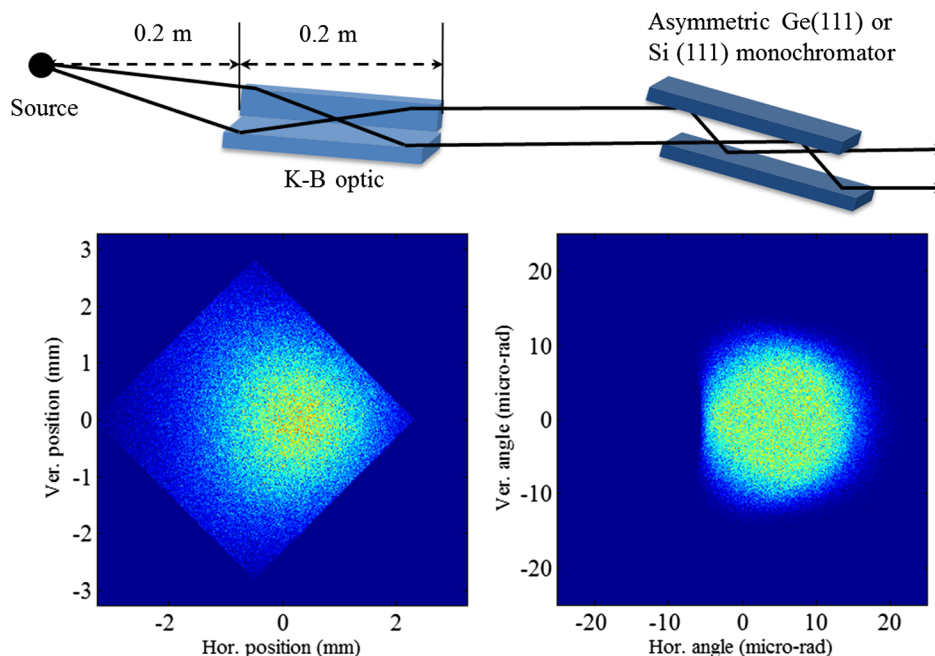 0.2 m
0.2 m
Asymmetric Ge(111) or
Si (111) monochromator
Source
K-B optic
3
2
1
0
-1
-2
-3
Ver. position (mm)
-2
0
2
Hor. position (mm)
20
10
0
-10
-20
Ver. angle (micro-rad)
-20
-10
0
10
20
Hor. angle (micro-rad)